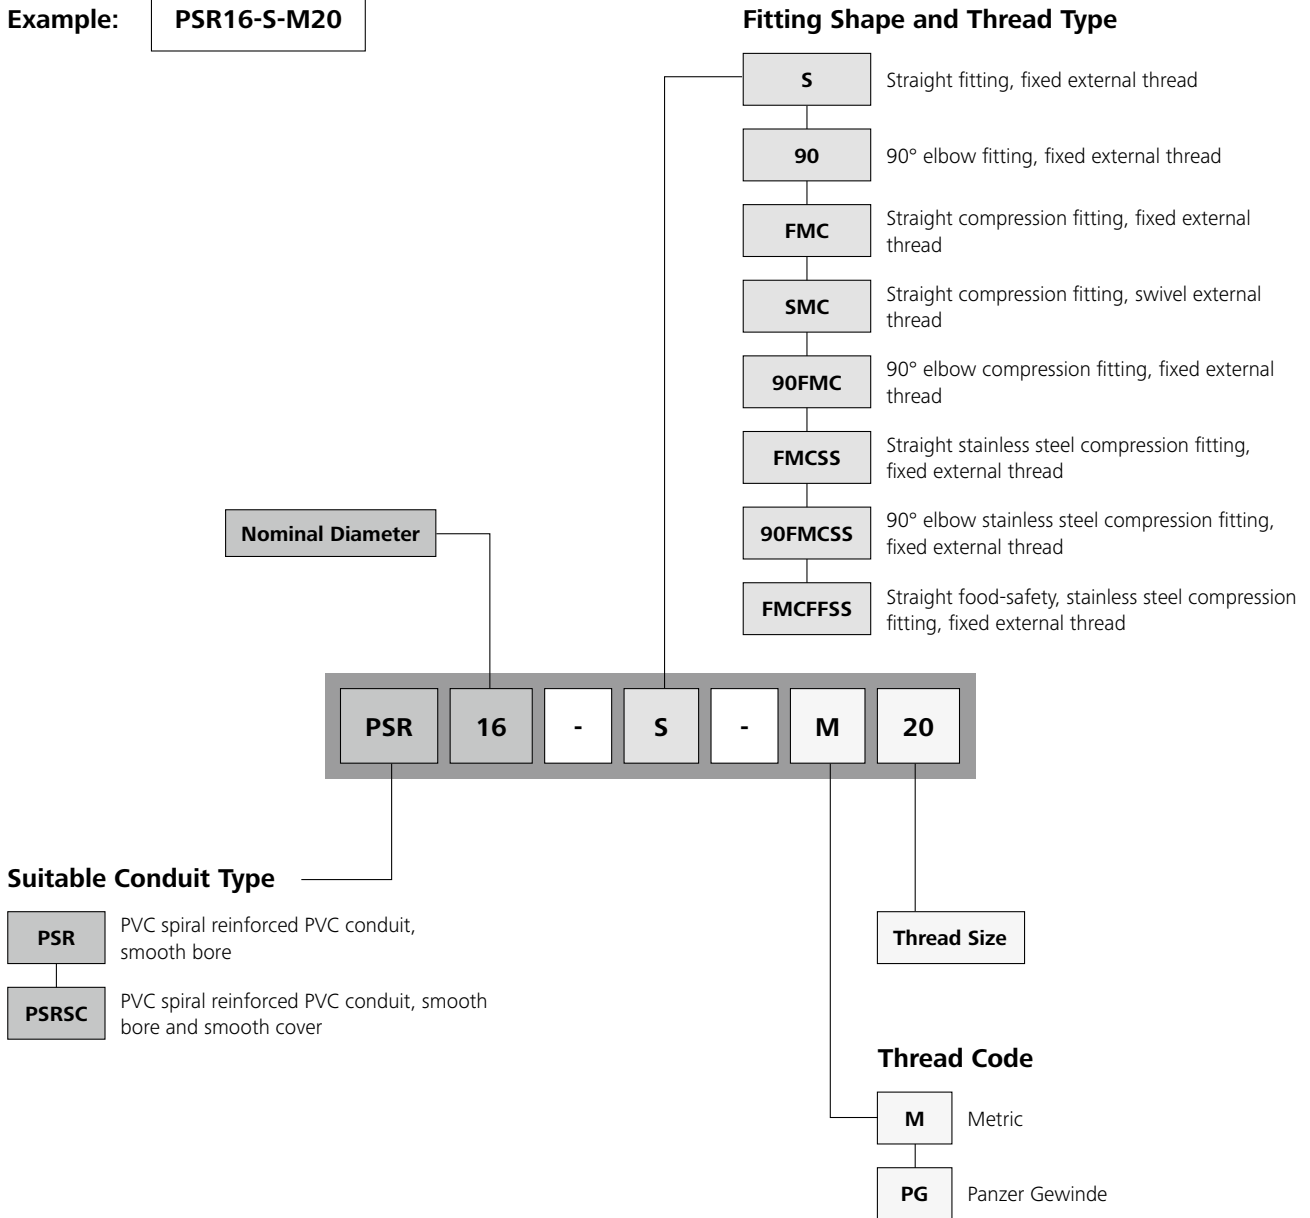 Example:
PSR16-S-M20
Fitting Shape and Thread Type
S
Straight fitting, fixed external thread
90
90° elbow fitting, fixed external thread
FMC
Straight compression fitting, fixed external
thread
SMC
Straight compression fitting, swivel external
thread
90FMC
90° elbow compression fitting, fixed external
thread
FMCSS
Straight stainless steel compression fitting,
fixed external thread
90FMCSS
90° elbow stainless steel compression fitting,
fixed external thread
FMCFFSS
Straight food-safety, stainless steel compression
fitting, fixed external thread
Nominal Diameter
PSR 16 - S - M 20
Suitable Conduit Type
PSR
PVC spiral reinforced PVC conduit,
smooth bore
PSRSC
PVC spiral reinforced PVC conduit, smooth
bore and smooth cover
Thread Size
Thread Code
M
Metric
PG
Panzer Gewinde